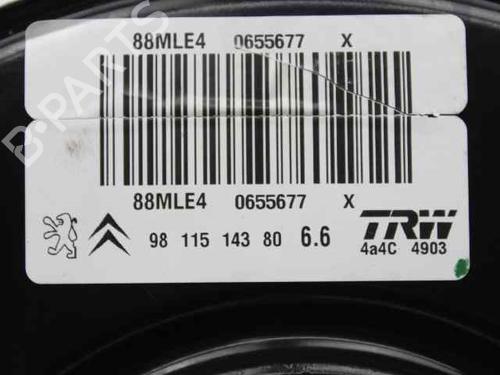 88MLE4 0655677 X
88MLE4 0655677 X
98 115 143 80 6.6
TRW
4a4C 4903
B-PARTS